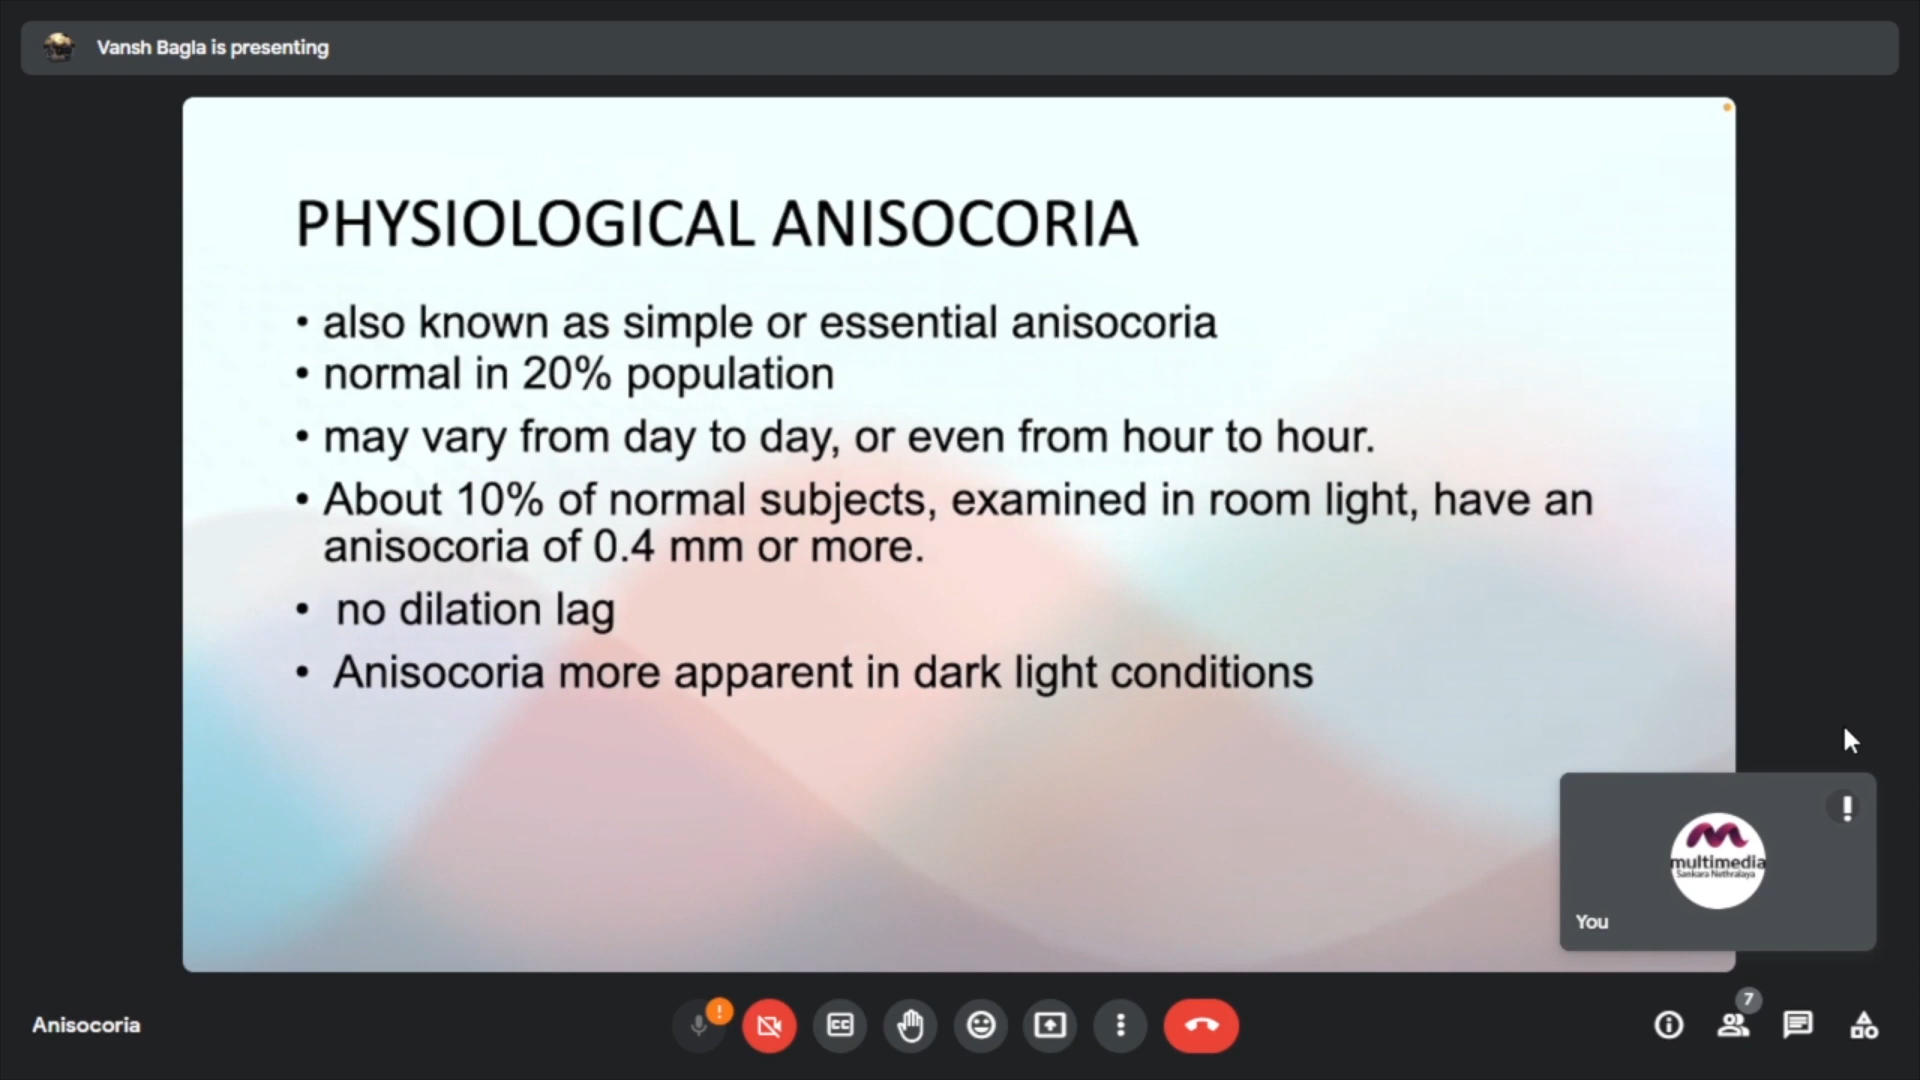 Vansh Bagla is presenting
PHYSIOLOGICAL ANISOCORIA
• also known as simple or essential anisocoria
• normal in 20% population
• may vary from day to day, or even from hour to hour.
• About 10% of normal subjects, examined in room light, have an
anisocoria of 0.4 mm or more.
• no dilation lag
• Anisocoria more apparent in dark light conditions
multimedia
Sankara Nethralaya
You
Anisocoria
CC
7